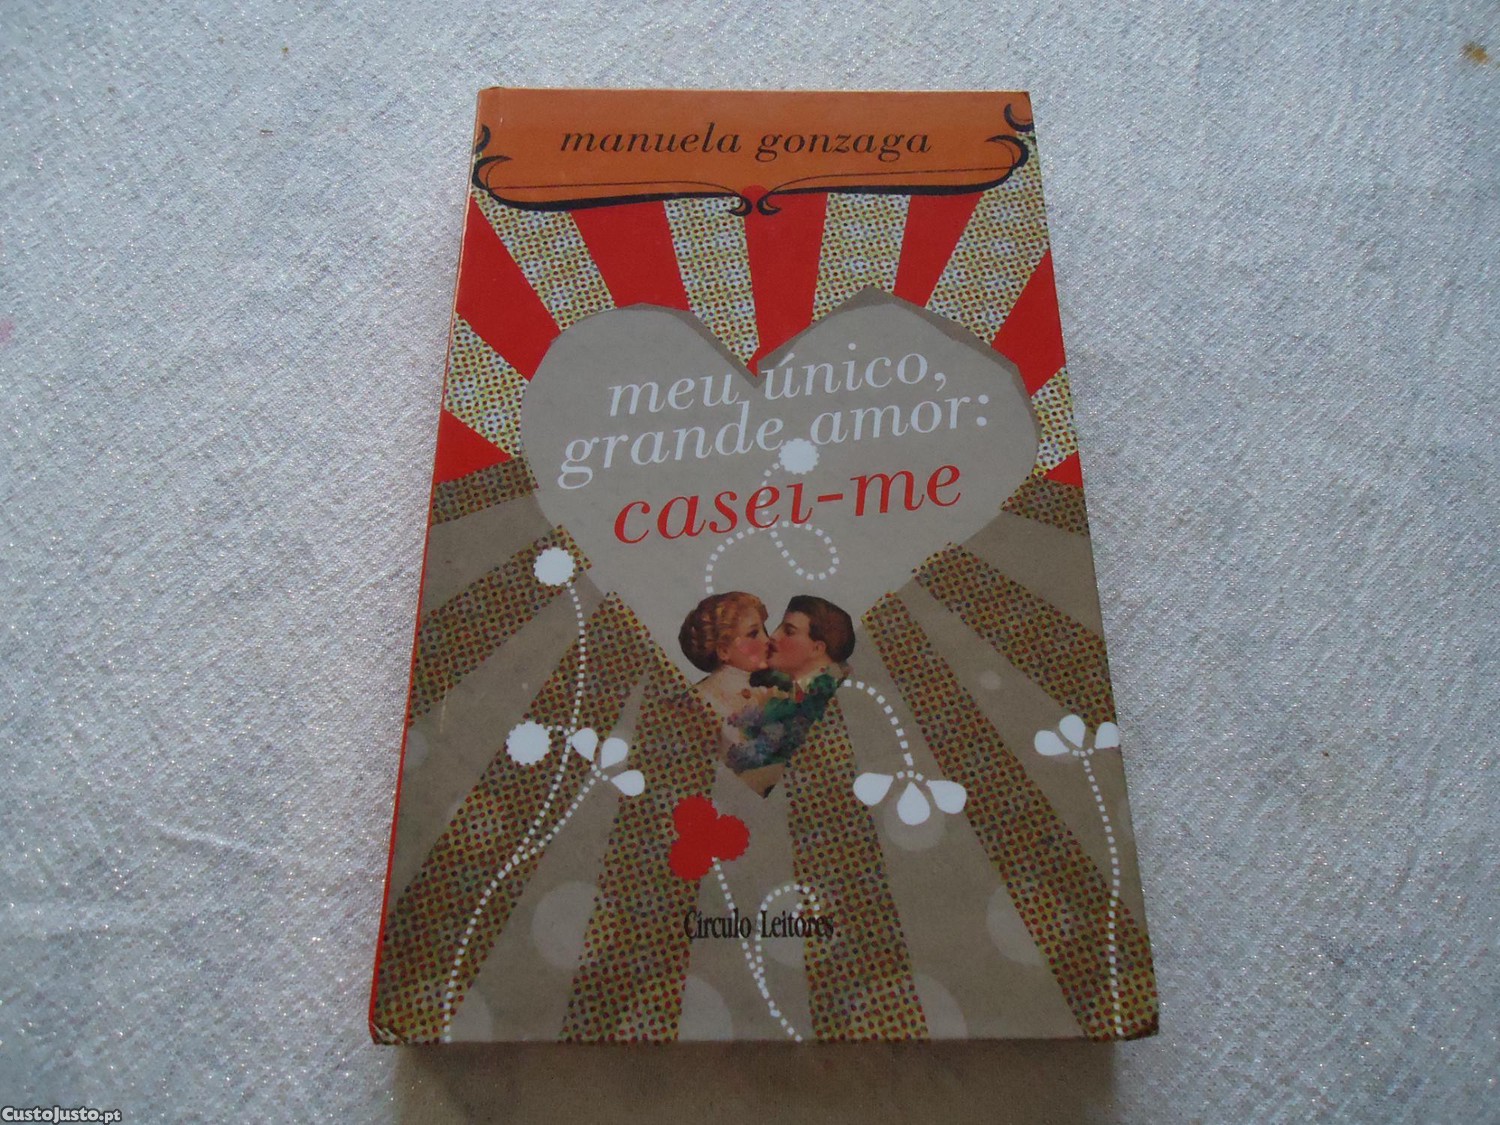 manuela gonzaga
meu único,
grande amor:
casei-me
Círculo Leitores
CustoJusto.pt